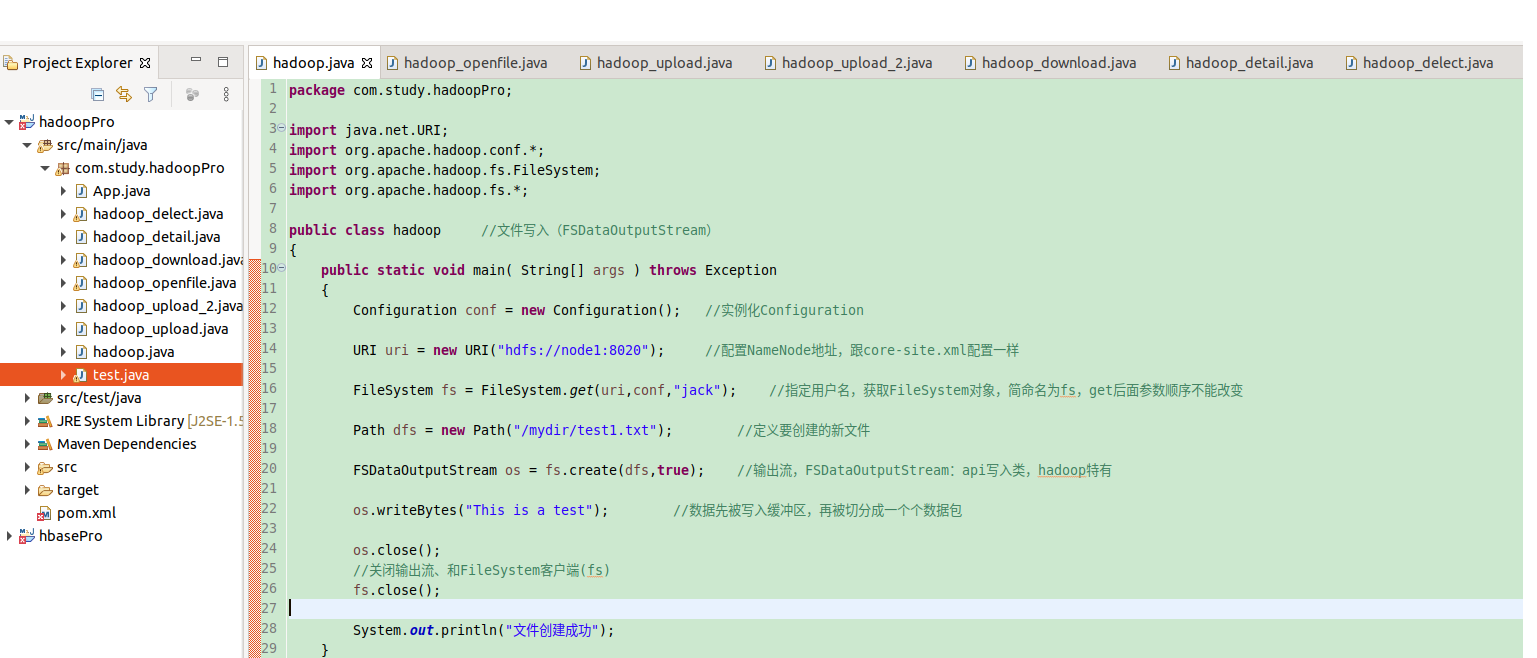 Project Explorer
hadoopPro
src/main/java
com.study.hadoopPro
App.java
hadoop_delect.java
hadoop_detail.java
hadoop_download.java
hadoop_openfile.java
hadoop_upload_2.java
hadoop_upload.java
hadoop.java
test.java
src/test/java
JRE System Library [J2SE-1.5
Maven Dependencies
src
target
pom.xml
hbasePro
hadoop.java hadoop_openfile.java hadoop_upload.java hadoop_upload_2.java hadoop_download.java hadoop_detail.java hadoop_delect.java
1 package com.study.hadoopPro;
2
3 import java.net.URI;
4 import org.apache.hadoop.conf.*;
5 import org.apache.hadoop.fs.FileSystem;
6 import org.apache.hadoop.fs.*;
7
8 public class hadoop //文件写入（FSDataOutputStream）
9 {
10 public static void main( String[] args ) throws Exception
11 {
12 Configuration conf = new Configuration(); //实例化Configuration
13
14 URI uri = new URI("hdfs://node1:8020"); //配置NameNode地址，跟core-site.xml配置一样
15
16 FileSystem fs = FileSystem.get(uri,conf,"jack"); //指定用户名，获取FileSystem对象，简命名为fs，get后面参数顺序不能改变
17
18 Path dfs = new Path("/mydir/test1.txt"); //定义要创建的新文件
19
20 FSDataOutputStream os = fs.create(dfs,true); //输出流，FSDataOutputStream：api写入类，hadoop特有
21
22 os.writeBytes("This is a test"); //数据先被写入缓冲区，再被切分成一个个数据包
23
24 os.close();
25 //关闭输出流、和FileSystem客户端(fs)
26 fs.close();
27
28 System.out.println("文件创建成功");
29 }